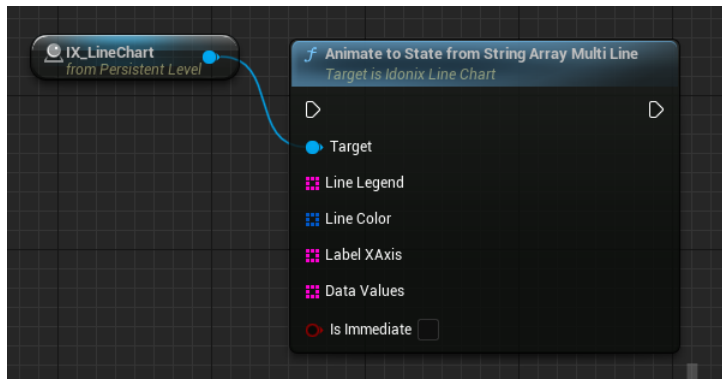 IX_LineChart
from Persistent Level
f Animate to State from String Array Multi Line
Target is Idonix Line Chart
Target
Line Legend
Line Color
Label XAxis
Data Values
Is Immediate